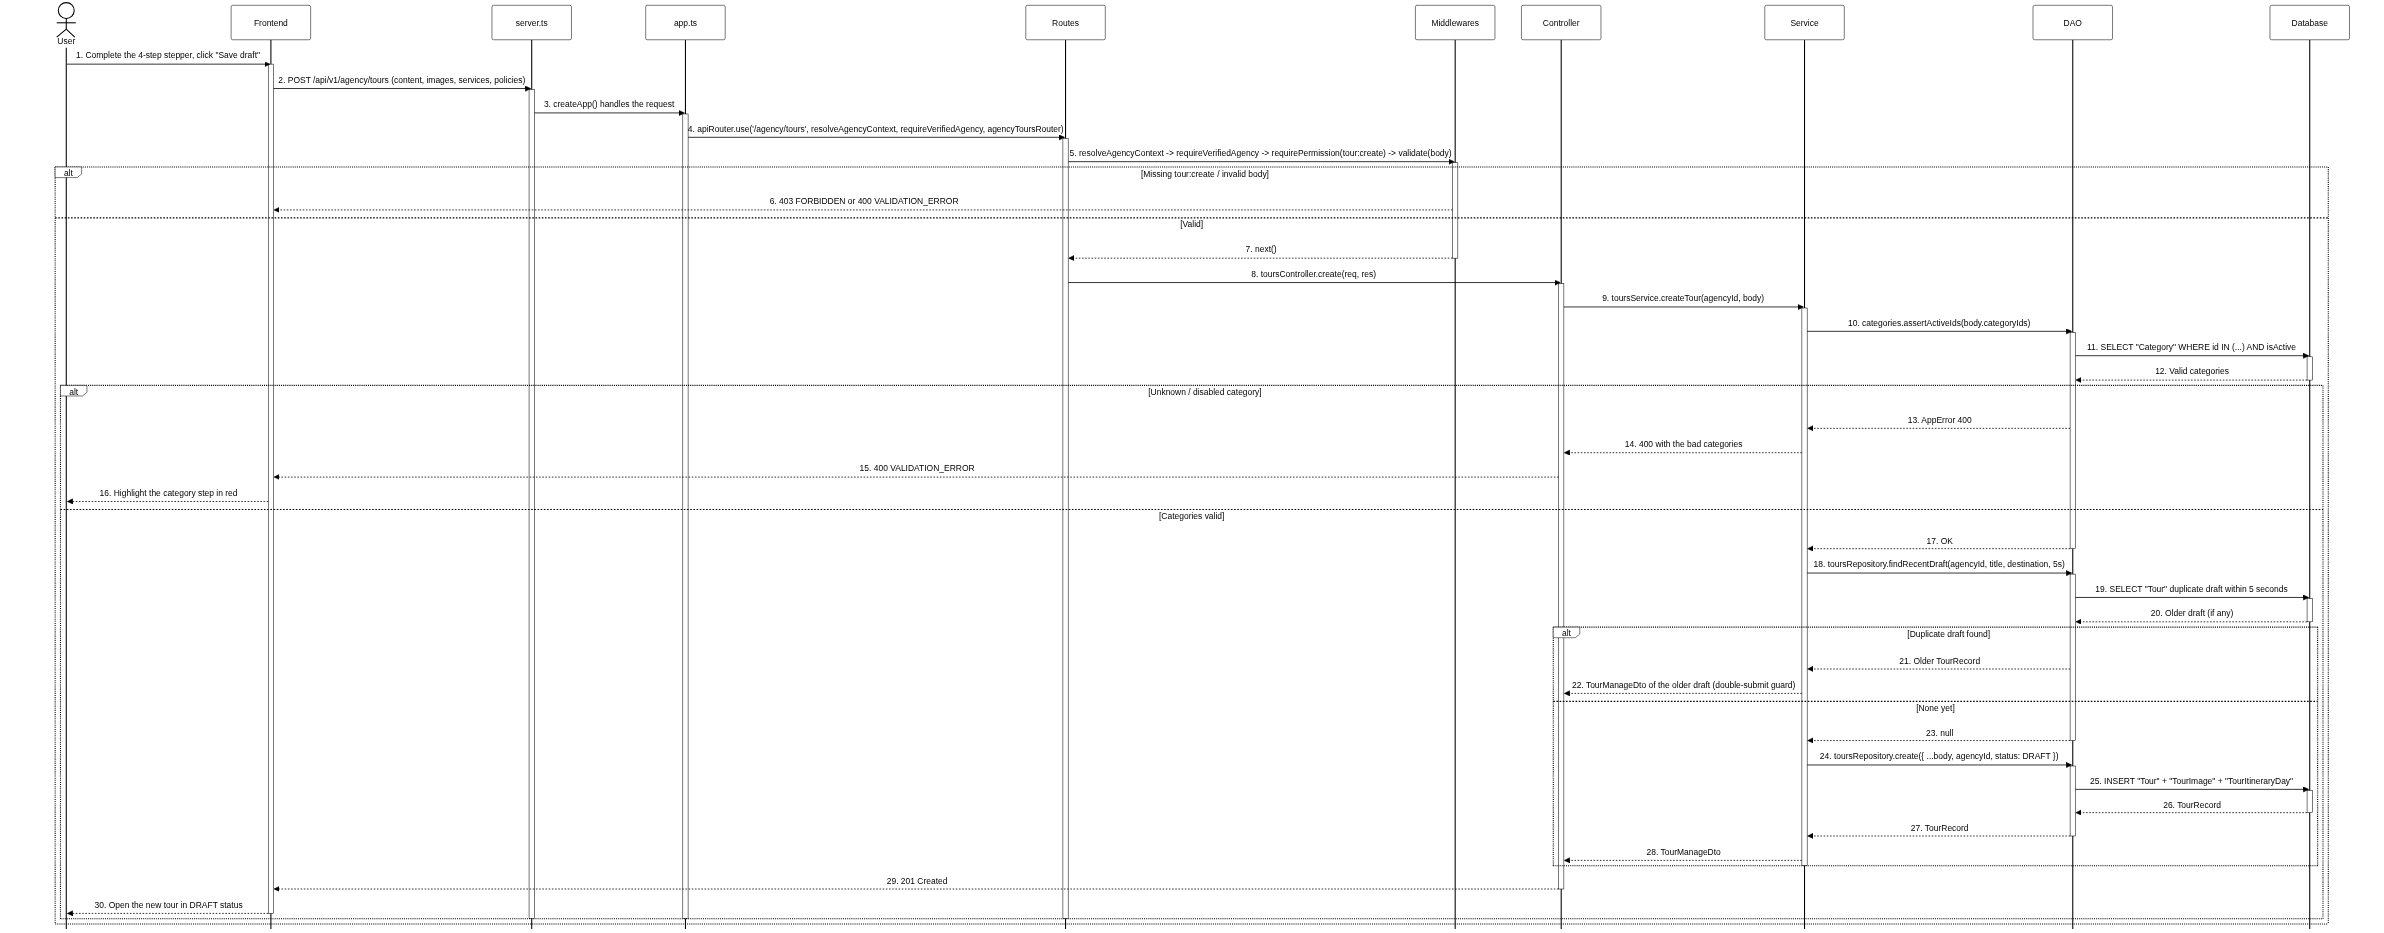 User
Frontend
server.ts
app.ts
Routes
Middlewares
Controller
Service
DAO
Database
1. Complete the 4-step stepper, click "Save draft"
2. POST /api/v1/agency/tours (content, images, services, policies)
3. createApp() handles the request
4. apiRouter.use('/agency/tours', resolveAgencyContext, requireVerifiedAgency, agencyToursRouter)
5. resolveAgencyContext -> requireVerifiedAgency -> requirePermission(tour:create) -> validate(body)
alt
[Missing tour:create / invalid body]
6. 403 FORBIDDEN or 400 VALIDATION_ERROR
[Valid]
7. next()
8. toursController.create(req, res)
9. toursService.createTour(agencyId, body)
10. categories.assertActiveIds(body.categoryIds)
11. SELECT "Category" WHERE id IN (...) AND isActive
12. Valid categories
alt
[Unknown / disabled category]
13. AppError 400
14. 400 with the bad categories
15. 400 VALIDATION_ERROR
16. Highlight the category step in red
[Categories valid]
17. OK
18. toursRepository.findRecentDraft(agencyId, title, destination, 5s)
19. SELECT "Tour" duplicate draft within 5 seconds
20. Older draft (if any)
alt
[Duplicate draft found]
21. Older TourRecord
22. TourManageDto of the older draft (double-submit guard)
[None yet]
23. null
24. toursRepository.create({ ...body, agencyId, status: DRAFT })
25. INSERT "Tour" + "TourImage" + "TourItineraryDay"
26. TourRecord
27. TourRecord
28. TourManageDto
29. 201 Created
30. Open the new tour in DRAFT status